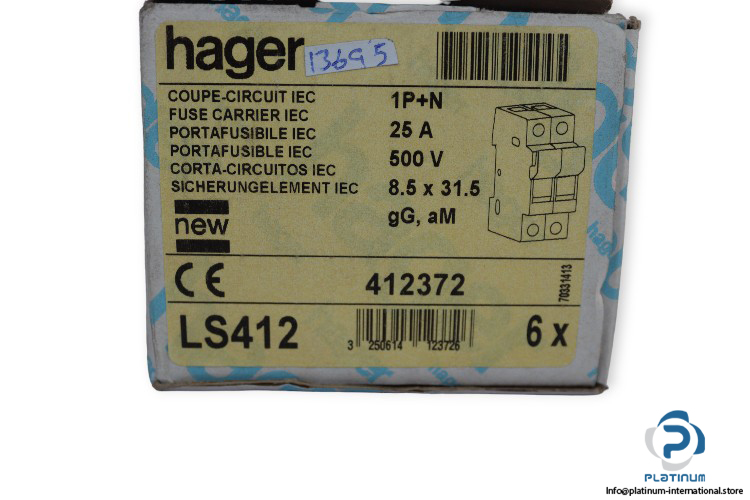 hager
13695
COUPE-CIRCUIT IEC
FUSE CARRIER IEC
PORTAFUSIBILE IEC
PORTAFUSIBLE IEC
CORTA-CIRCUITOS IEC
SICHERUNGELEMENT IEC
1P+N
25 A
500 V
8.5 x 31.5
gG, aM
new
CE
412372
70331413
LS412
3 250614 123726
6 x
PLATINUM
Info@platinum-international.store